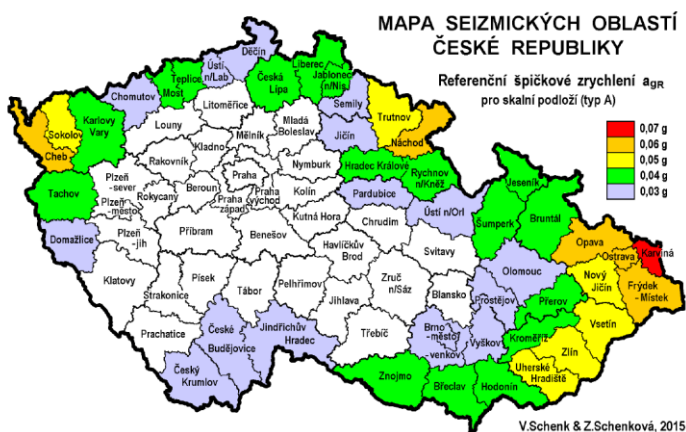 MAPA SEIZMICKÝCH OBLASTÍ
ČESKÉ REPUBLIKY
Referenční špičkové zrychlení agR
pro skalní podloží (typ A)
0,07 g
0,06 g
0,05 g
0,04 g
0,03 g
Děčín
Ústí
n/Lab
Teplice
Most
Chomutov
Liberec
Jablonec
n/Nis
Česká
Lípa
Semily
Trutnov
Náchod
Jičín
Litoměřice
Mladá
Boleslav
Karlovy
Vary
Sokolov
Cheb
Louny
Mělník
Kladno
Rakovník
Nymburk
Hradec Králové
Rychnov
n/Kněž
Jeseník
Tachov
Plzeň
-sever
Plzeň
-město
Rokycany
Beroun
Praha
Praha
západ
Praha
východ
Kolín
Pardubice
Ústí n/Orl
Šumperk
Bruntál
Kutná Hora
Chrudim
Domažlice
Plzeň
-jih
Příbram
Benešov
Havlíčkův
Brod
Svitavy
Opava
Ostrava
Karviná
Olomouc
Nový
Jičín
Frýdek
-Místek
Klatovy
Písek
Strakonice
Tábor
Pelhřimov
Jihlava
Zruč
n/Sáz
Blansko
Prostějov
Přerov
Vsetín
Prachatice
České
Budějovice
Jindřichův
Hradec
Třebíč
Brno
-město
-venkov
Vyškov
Kroměříž
Zlín
Uherské
Hradiště
Český
Krumlov
Znojmo
Břeclav
Hodonín
V.Schenk & Z.Schenková, 2015